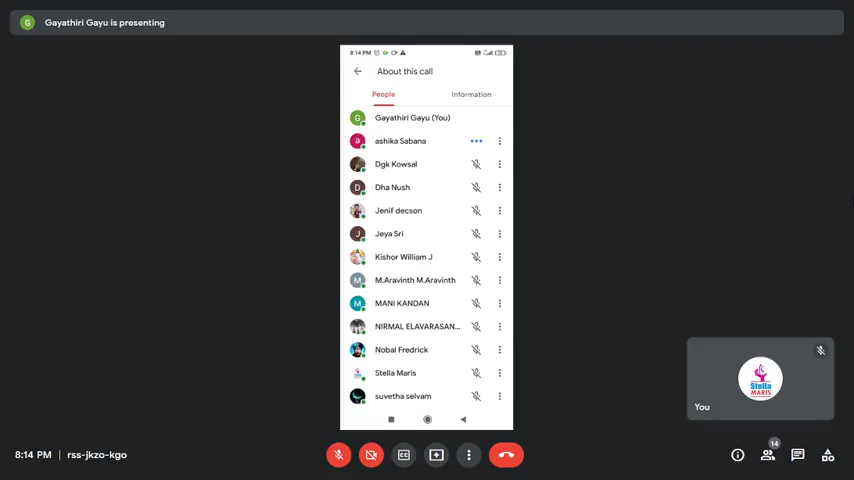 G Gayathiri Gayu is presenting
8:14 PM
About this call
People Information
G Gayathiri Gayu (You)
a ashika Sabana
Dgk Kowsal
D Dha Nush
Jenif decson
J Jeya Sri
Kishor William J
M M.Aravinth M.Aravinth
M MANI KANDAN
NIRMAL ELAVARASAN...
Nobal Fredrick
Stella Maris
suvetha selvam
Stella
MARIS
You
8:14 PM | rss-jkzo-kgo
CC
14